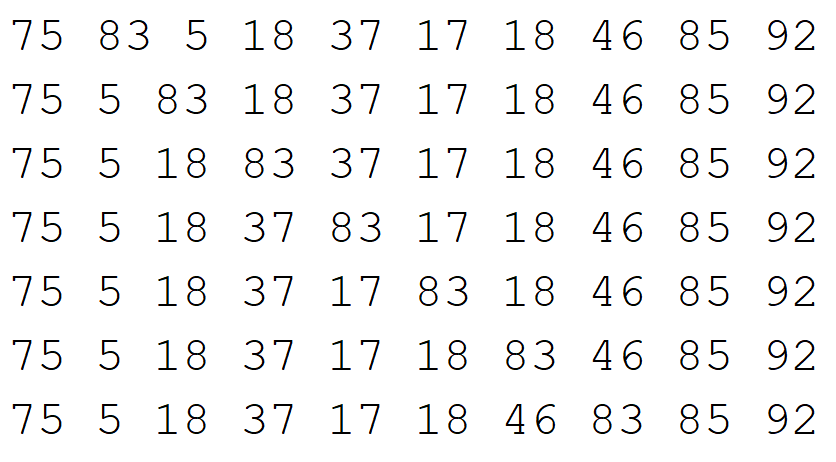 75 83 5 18 37 17 18 46 85 92
75 5 83 18 37 17 18 46 85 92
75 5 18 83 37 17 18 46 85 92
75 5 18 37 83 17 18 46 85 92
75 5 18 37 17 83 18 46 85 92
75 5 18 37 17 18 83 46 85 92
75 5 18 37 17 18 46 83 85 92